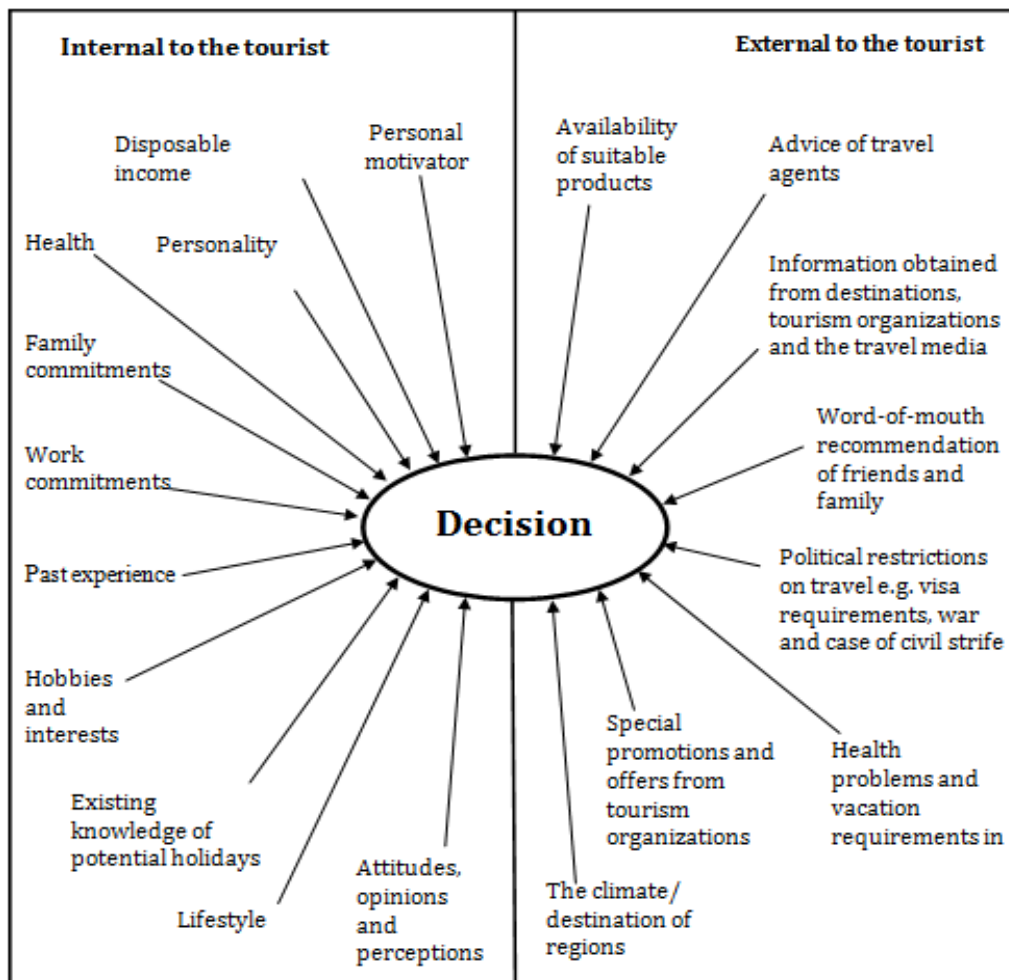 Internal to the tourist
External to the tourist
Disposable
income
Personal
motivator
Health
Personality
Family
commitments
Work
commitments
Past experience
Hobbies
and
interests
Existing
knowledge of
potential holidays
Lifestyle
Attitudes,
opinions
and
perceptions
Decision
Availability
of suitable
products
Advice of travel
agents
Information obtained
from destinations,
tourism organizations
and the travel media
Word-of-mouth
recommendation
of friends and
family
Political restrictions
on travel e.g. visa
requirements, war
and case of civil strife
Health
problems and
vacation
requirements in
Special
promotions and
offers from
tourism
organizations
The climate/
destination of
regions